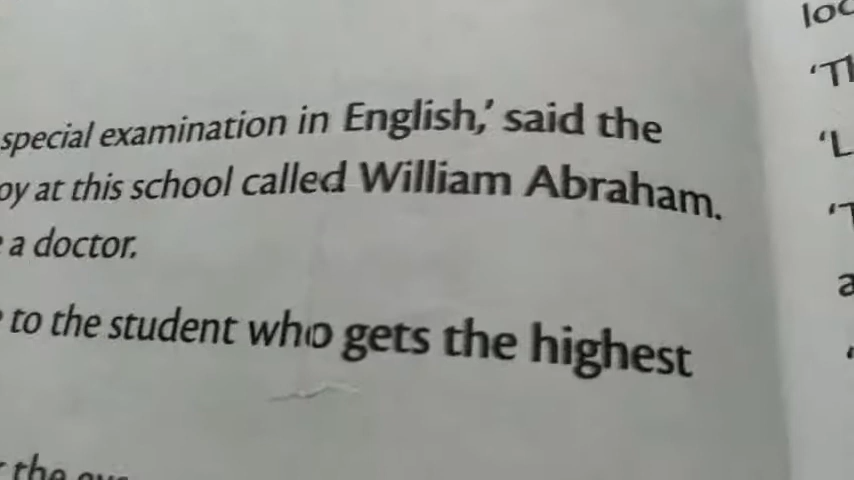 special examination in English,' said the
at this school called William Abraham.
a doctor.
to the student who gets the highest
the